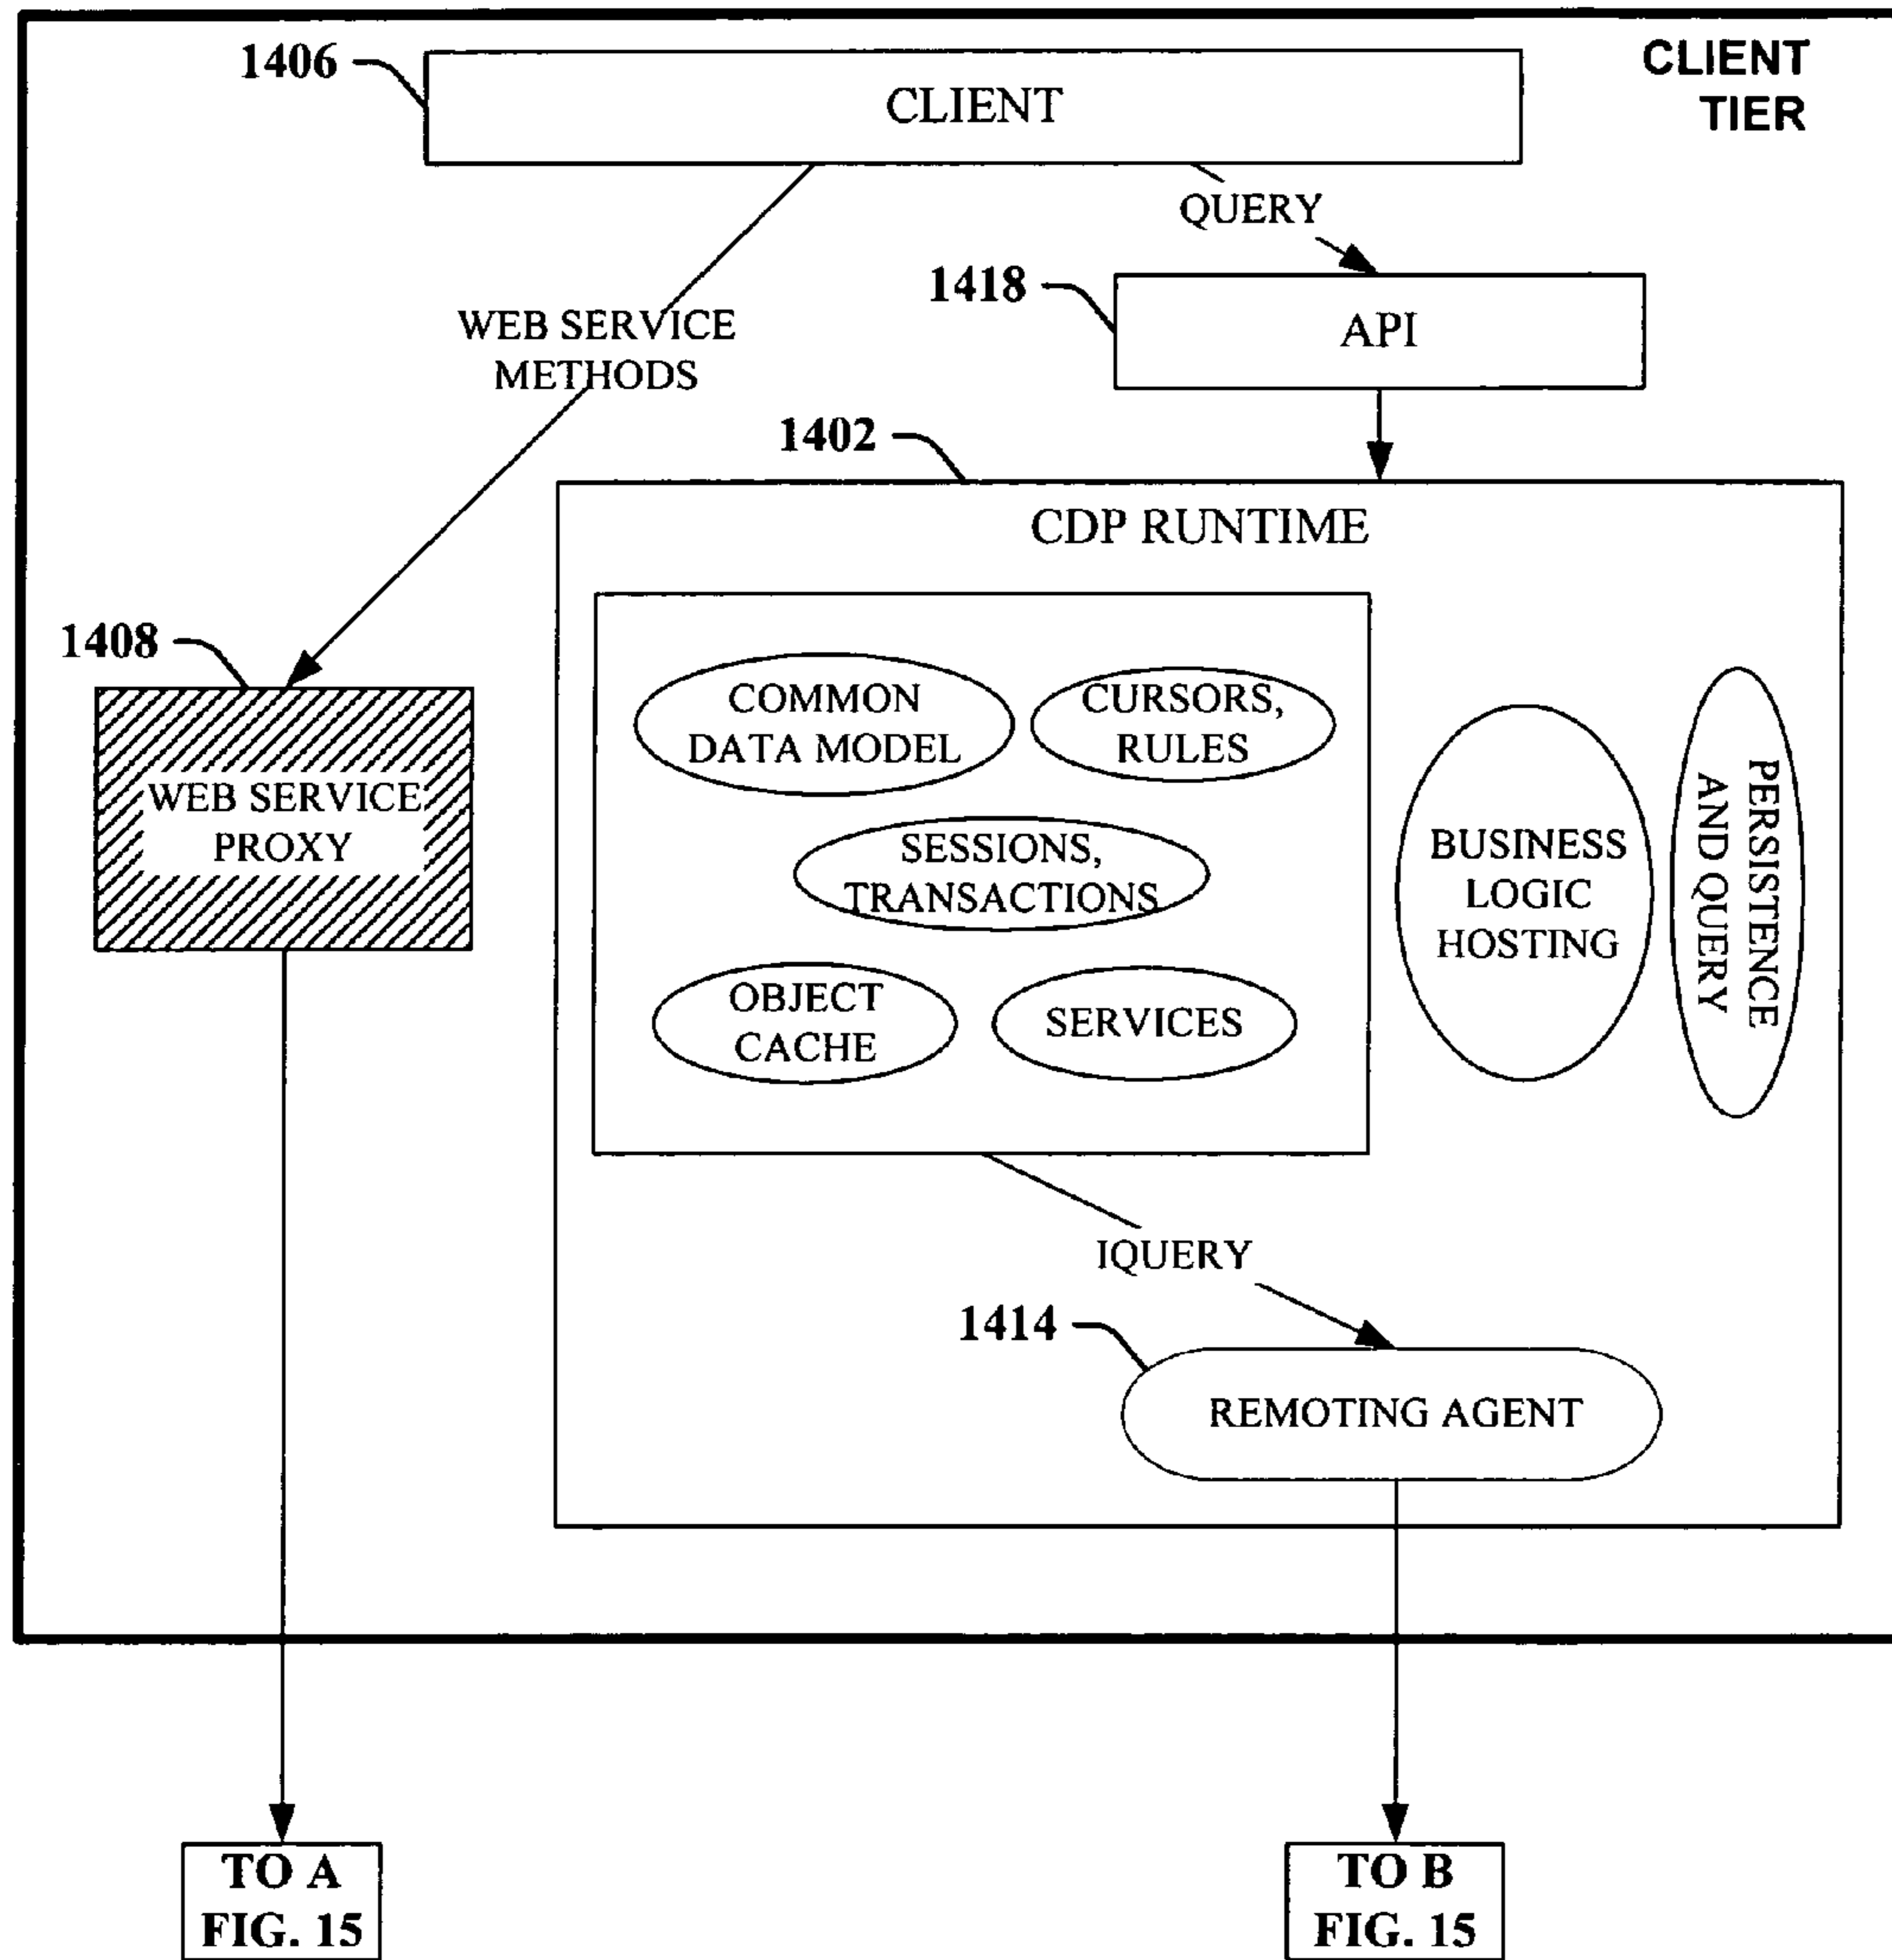 CLIENT
TIER
1406
CLIENT
QUERY
1418
API
WEB SERVICE
METHODS
1402
CDP RUNTIME
1408
WEB SERVICE
PROXY
COMMON
DATA MODEL
CURSORS,
RULES
SESSIONS,
TRANSACTIONS
OBJECT
CACHE
SERVICES
BUSINESS
LOGIC
HOSTING
PERSISTENCE
AND QUERY
IQUERY
1414
REMOTING AGENT
TO A
FIG. 15
TO B
FIG. 15